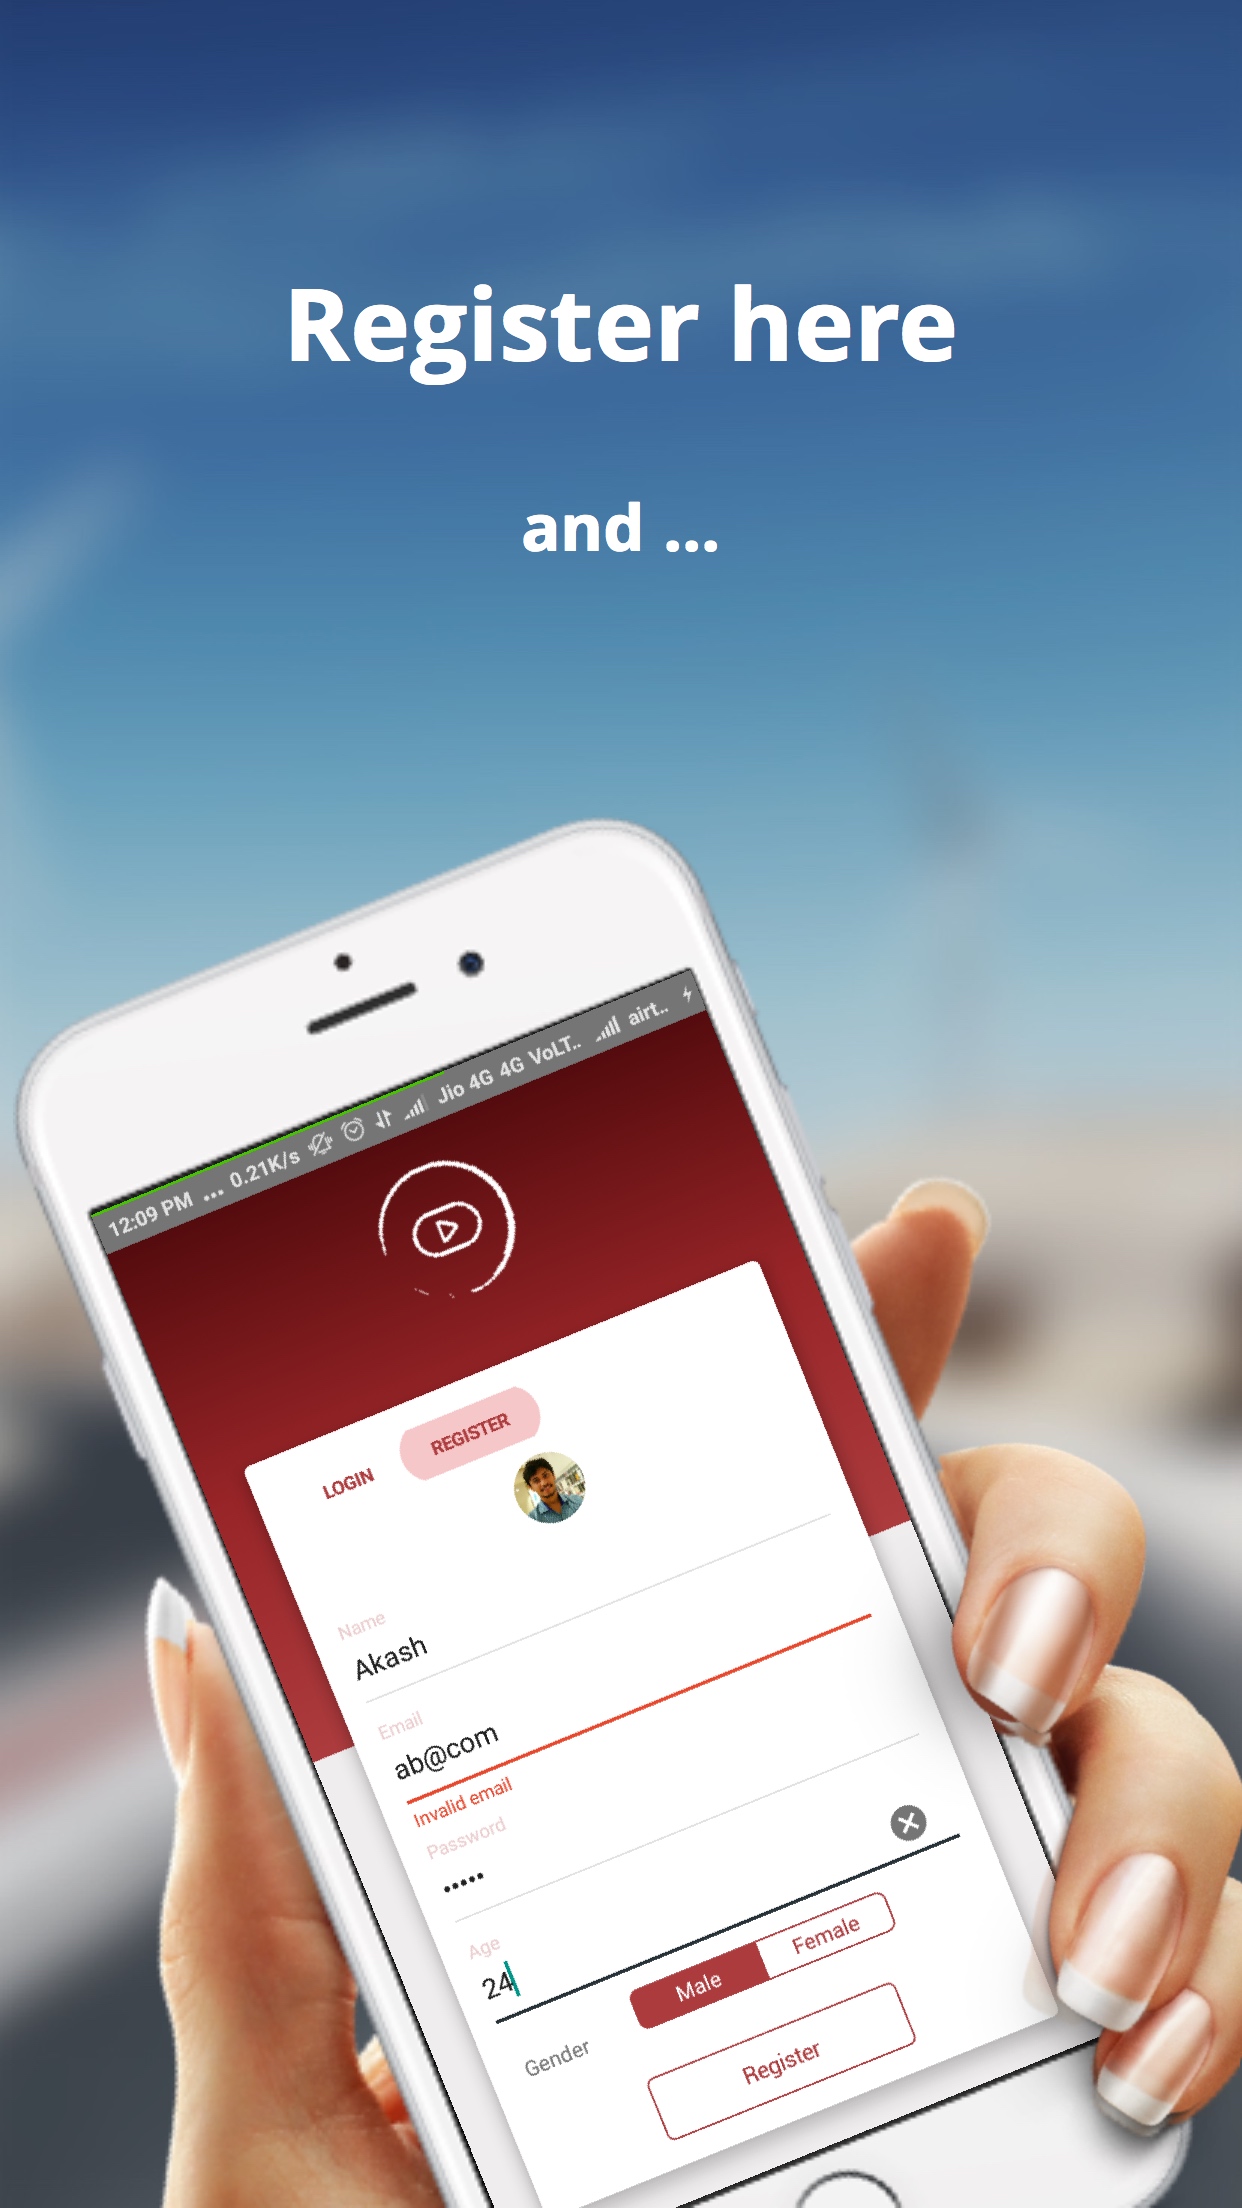 Register here
and ...
12:09 PM ... 0.21K/s Jio 4G 4G VoLT.. airt..
LOGIN REGISTER
Name
Akash
Email
ab@com
Invalid email
Password
•••••
Age
24
Gender Male Female
Register